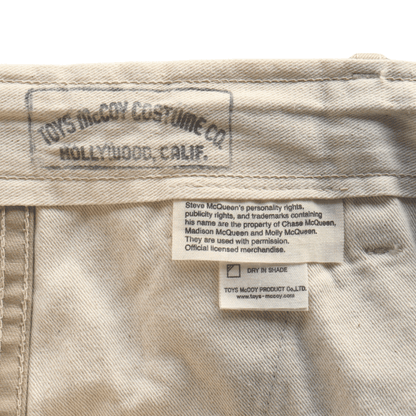 TOYS McCOY COSTUME CO.
HOLLYWOOD, CALIF.
Steve McQueen's personality rights,
publicity rights, and trademarks containing
his name are the property of Chase McQueen,
Madison McQueen and Molly McQueen.
They are used with permission.
Official licensed merchandise.
DRY IN SHADE
TOYS McCOY PRODUCT Co.,LTD.
www.toys-mccoy.com